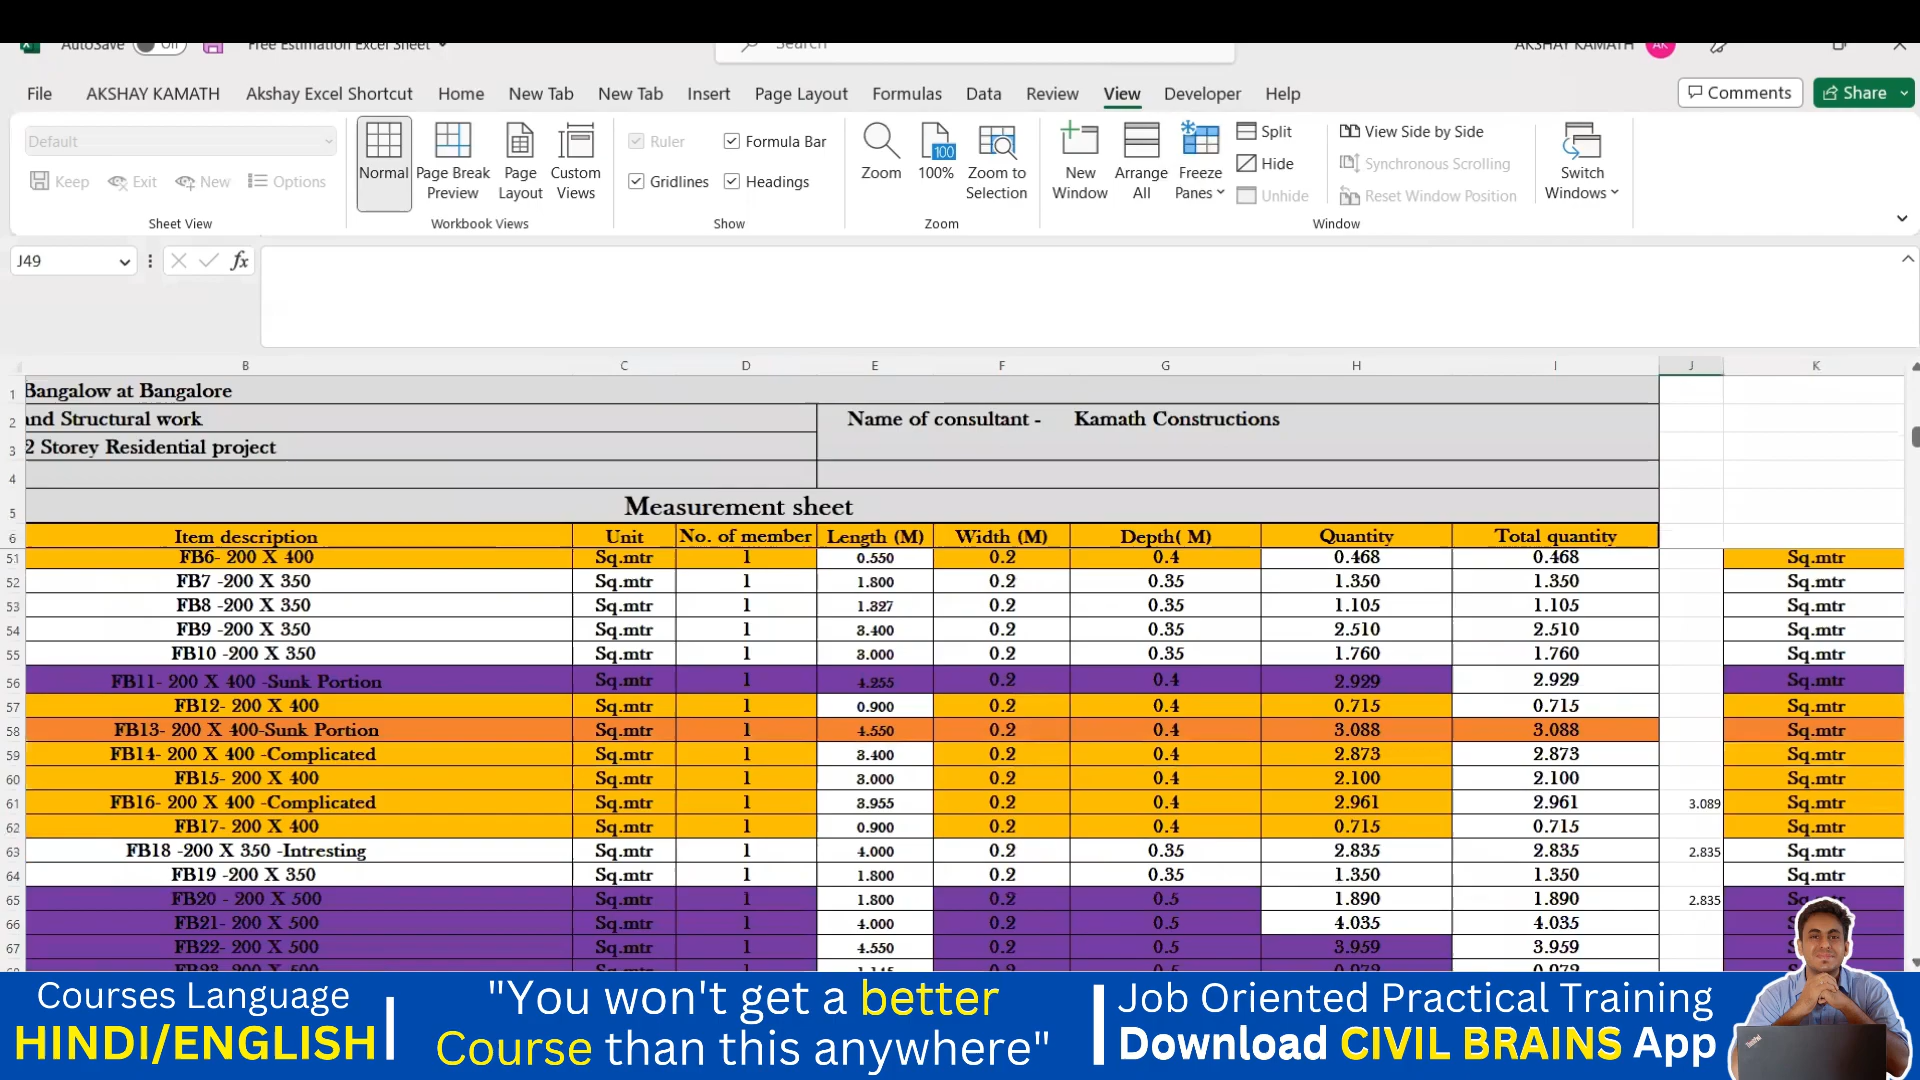 AutoSave Off Free Estimation Excel Sheet Search AKSHAY KAMATH AK
File AKSHAY KAMATH Akshay Excel Shortcut Home New Tab New Tab Insert Page Layout Formulas Data Review View Developer Help Comments Share
Default
Keep Exit New Options
Sheet View
Normal Page Break Preview Page Layout Custom Views
Workbook Views
Ruler Formula Bar
Gridlines Headings
Show
Zoom 100 100% Zoom to Selection
Zoom
New Window Arrange All Freeze Panes
Split
Hide
Unhide
View Side by Side
Synchronous Scrolling
Reset Window Position
Window
Switch Windows
J49 fx
B C D E F G H I J K
1 Bangalow at Bangalore
2 and Structural work Name of consultant - Kamath Constructions
3 2 Storey Residential project
4
5 Measurement sheet
6 Item description Unit No. of member Length (M) Width (M) Depth( M) Quantity Total quantity
51 FB6- 200 X 400 Sq.mtr 1 0.550 0.2 0.4 0.468 0.468 Sq.mtr
52 FB7 -200 X 350 Sq.mtr 1 1.800 0.2 0.35 1.350 1.350 Sq.mtr
53 FB8 -200 X 350 Sq.mtr 1 1.327 0.2 0.35 1.105 1.105 Sq.mtr
54 FB9 -200 X 350 Sq.mtr 1 3.400 0.2 0.35 2.510 2.510 Sq.mtr
55 FB10 -200 X 350 Sq.mtr 1 3.000 0.2 0.35 1.760 1.760 Sq.mtr
56 FB11- 200 X 400 -Sunk Portion Sq.mtr 1 4.255 0.2 0.4 2.929 2.929 Sq.mtr
57 FB12- 200 X 400 Sq.mtr 1 0.900 0.2 0.4 0.715 0.715 Sq.mtr
58 FB13- 200 X 400-Sunk Portion Sq.mtr 1 4.550 0.2 0.4 3.088 3.088 Sq.mtr
59 FB14- 200 X 400 -Complicated Sq.mtr 1 3.400 0.2 0.4 2.873 2.873 Sq.mtr
60 FB15- 200 X 400 Sq.mtr 1 3.000 0.2 0.4 2.100 2.100 Sq.mtr
61 FB16- 200 X 400 -Complicated Sq.mtr 1 3.955 0.2 0.4 2.961 2.961 3.089 Sq.mtr
62 FB17- 200 X 400 Sq.mtr 1 0.900 0.2 0.4 0.715 0.715 Sq.mtr
63 FB18 -200 X 350 -Intresting Sq.mtr 1 4.000 0.2 0.35 2.835 2.835 2.835 Sq.mtr
64 FB19 -200 X 350 Sq.mtr 1 1.800 0.2 0.35 1.350 1.350 Sq.mtr
65 FB20 - 200 X 500 Sq.mtr 1 1.800 0.2 0.5 1.890 1.890 2.835
66 FB21- 200 X 500 Sq.mtr 1 4.000 0.2 0.5 4.035 4.035
67 FB22- 200 X 500 Sq.mtr 1 4.550 0.2 0.5 3.959 3.959
Courses Language
HINDI/ENGLISH
"You won't get a better
Course than this anywhere"
Job Oriented Practical Training
Download CIVIL BRAINS App